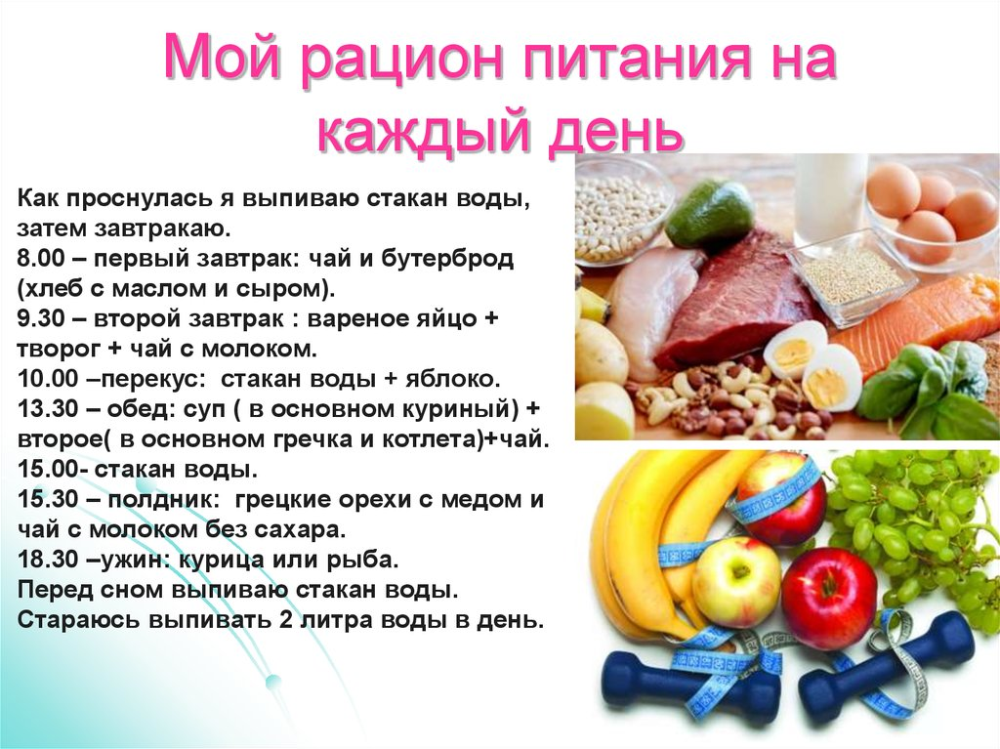 Мой рацион питания на
каждый день
Как проснулась я выпиваю стакан воды,
затем завтракаю.
8.00 – первый завтрак: чай и бутерброд
(хлеб с маслом и сыром).
9.30 – второй завтрак : вареное яйцо +
творог + чай с молоком.
10.00 –перекус:  стакан воды + яблоко.
13.30 – обед: суп ( в основном куриный) +
второе( в основном гречка и котлета)+чай.
15.00- стакан воды.
15.30 – полдник:  грецкие орехи с медом и
чай с молоком без сахара.
18.30 –ужин: курица или рыба.
Перед сном выпиваю стакан воды.
Стараюсь выпивать 2 литра воды в день.